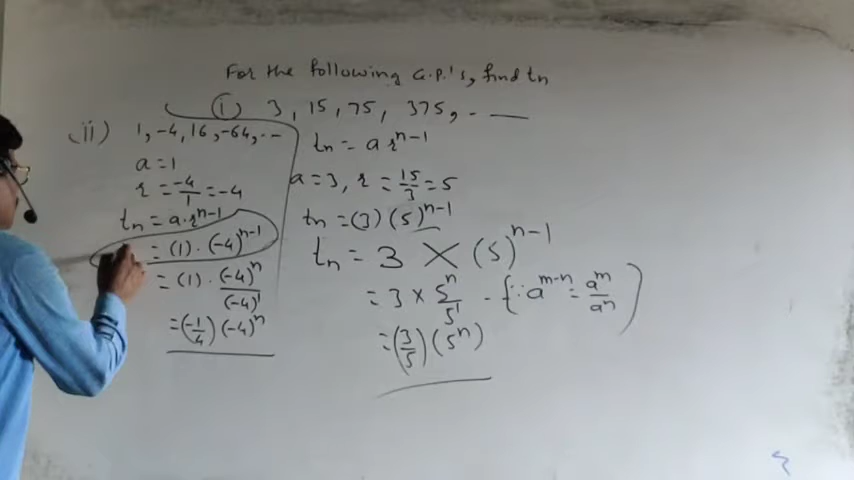 For the following G.P.'s, find tn
(i) 3, 15, 75, 375, . —
tn = a r^n-1
a = 3, r = 15/3 = 5
tn = (3) (5)^n-1
tn = 3 × (5)^n-1
= 3 × 5^n/5^1 - {∵ a^m-n = a^m/a^n
= (3/5) (5^n)
ii) 1, -4, 16, -64, ...
a = 1
r = -4/1 = -4
tn = a · r^n-1
= (1) · (-4)^n-1
= (1) · (-4)^n/(-4)^1
= (-1/4) (-4)^n